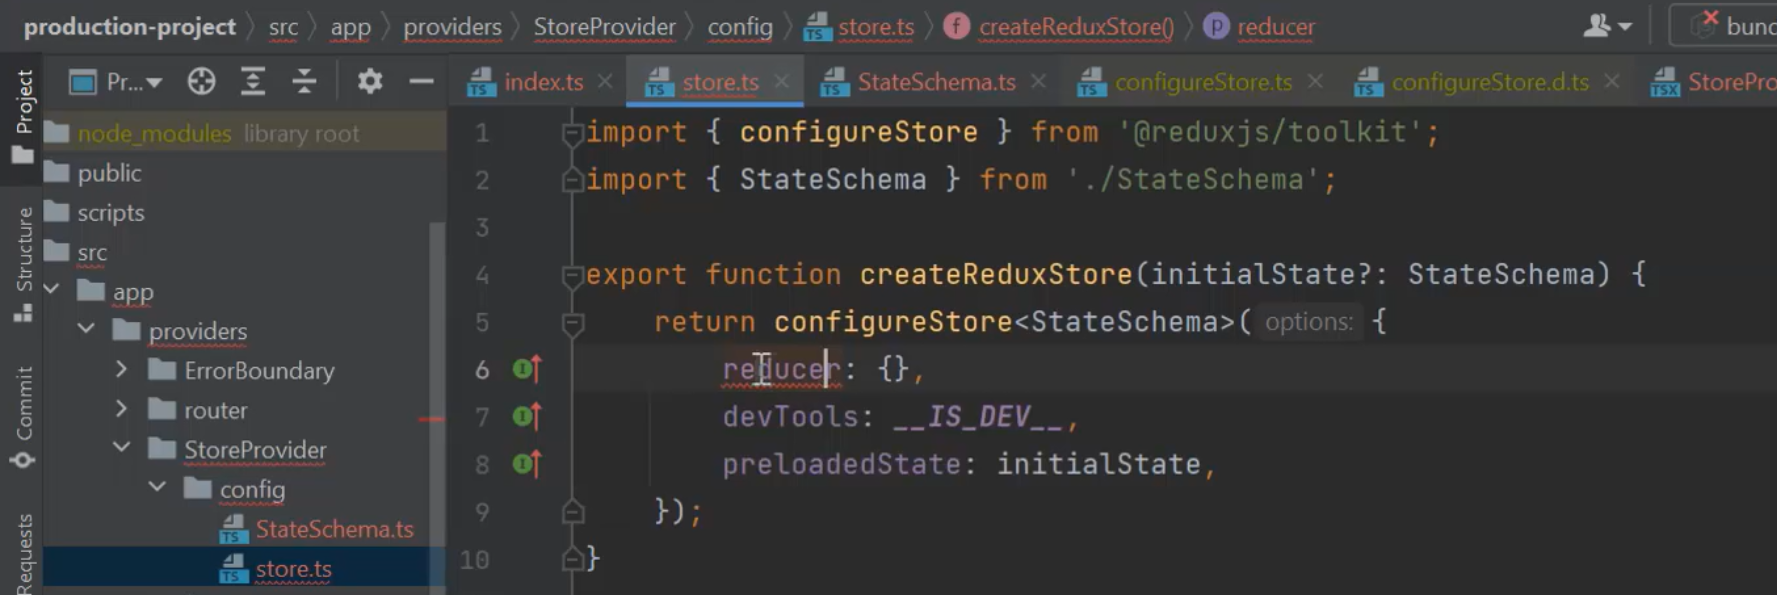 production-project src app providers StoreProvider config store.ts createReduxStore() reducer
Pr... index.ts store.ts StateSchema.ts configureStore.ts configureStore.d.ts
Project
Structure
Commit
Requests
node_modules library root
public
scripts
src
app
providers
ErrorBoundary
router
StoreProvider
config
StateSchema.ts
store.ts
1 import { configureStore } from '@reduxjs/toolkit';
2 import { StateSchema } from './StateSchema';
3
4 export function createReduxStore(initialState?: StateSchema) {
5 return configureStore<StateSchema>( options: {
6 reducer: {},
7 devTools: __IS_DEV__,
8 preloadedState: initialState,
9 });
10 }